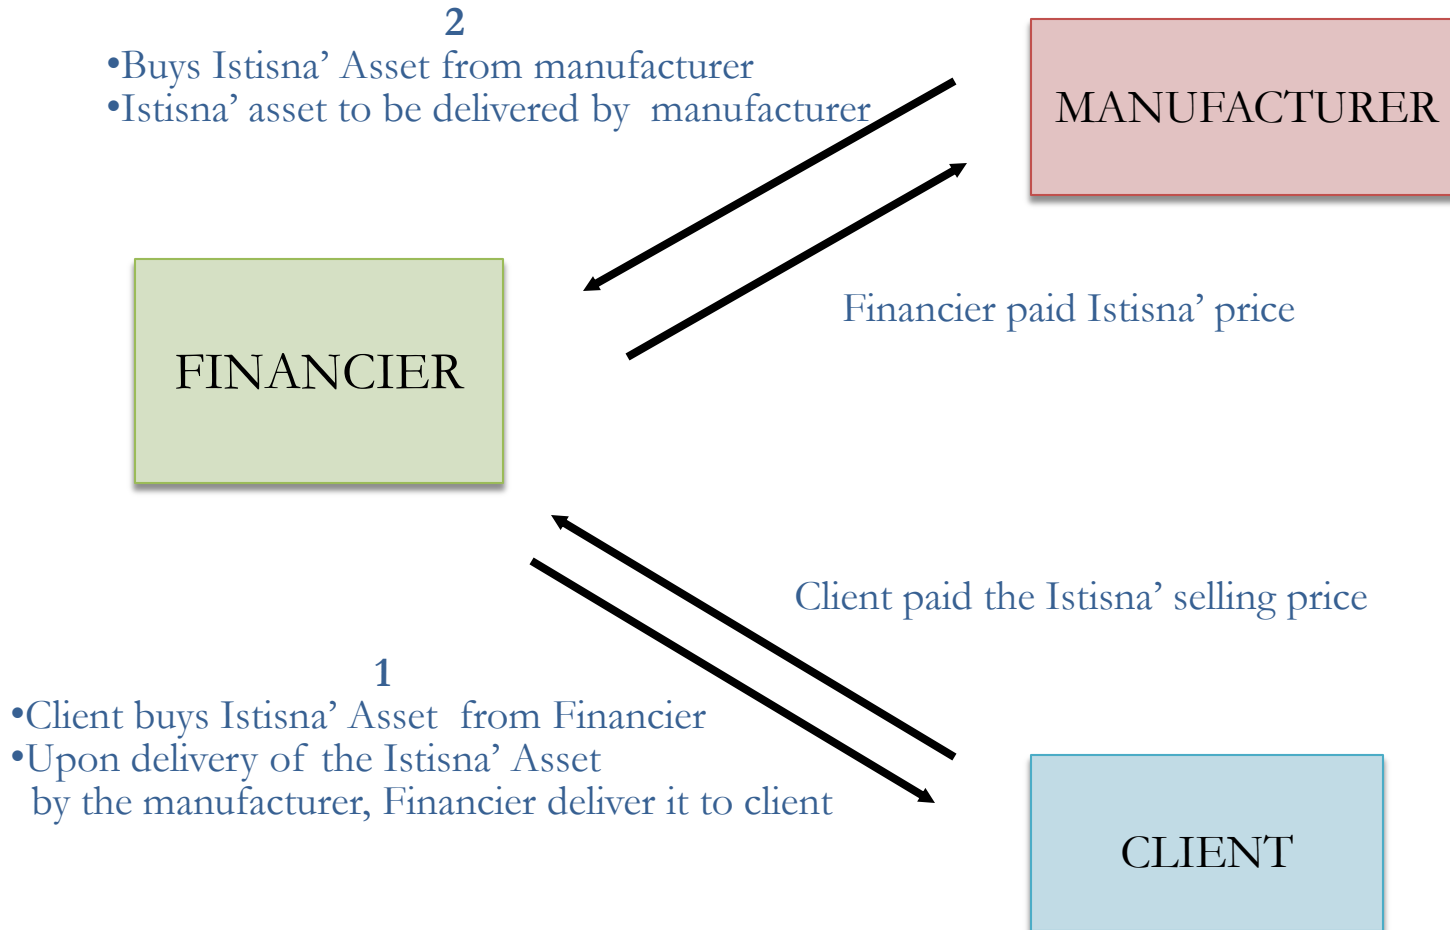 2
•Buys Istisna’ Asset from manufacturer
•Istisna’ asset to be delivered by manufacturer
MANUFACTURER
Financier paid Istisna’ price
FINANCIER
Client paid the Istisna’ selling price
1
•Client buys Istisna’ Asset from Financier
•Upon delivery of the Istisna’ Asset
by the manufacturer, Financier deliver it to client
CLIENT